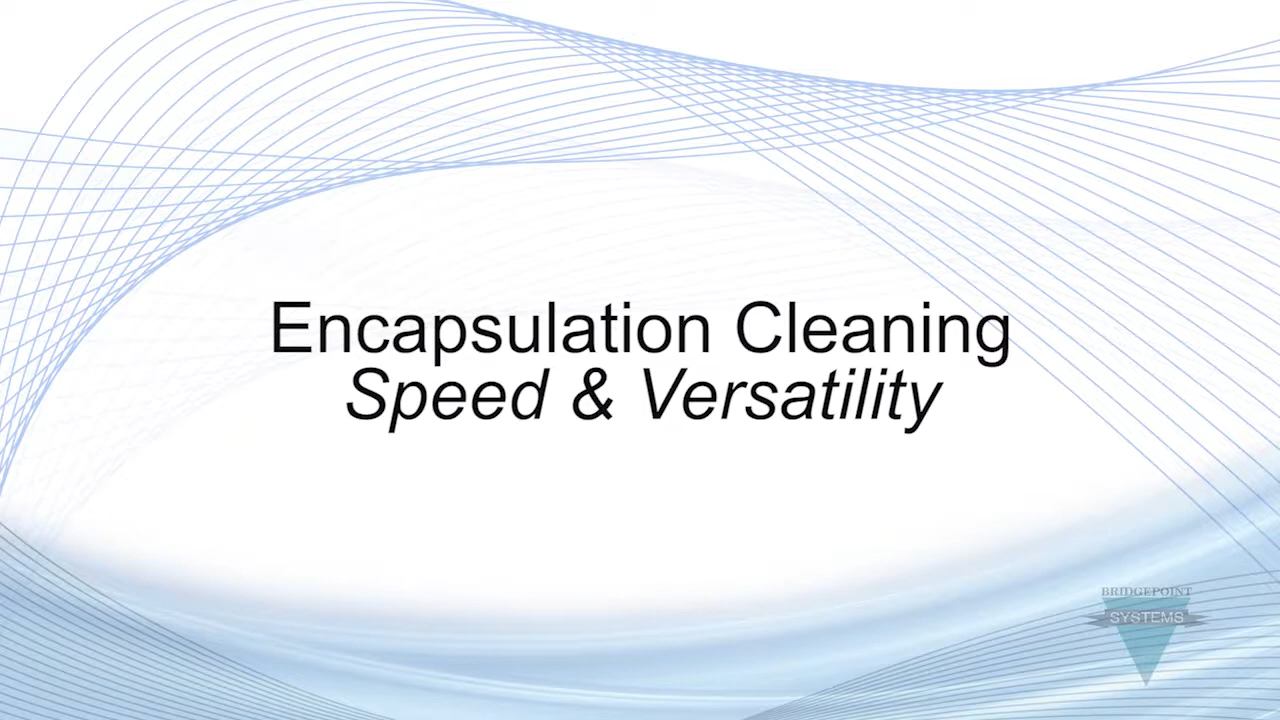 Encapsulation Cleaning
Speed & Versatility
BRIDGEPOINT
SYSTEMS